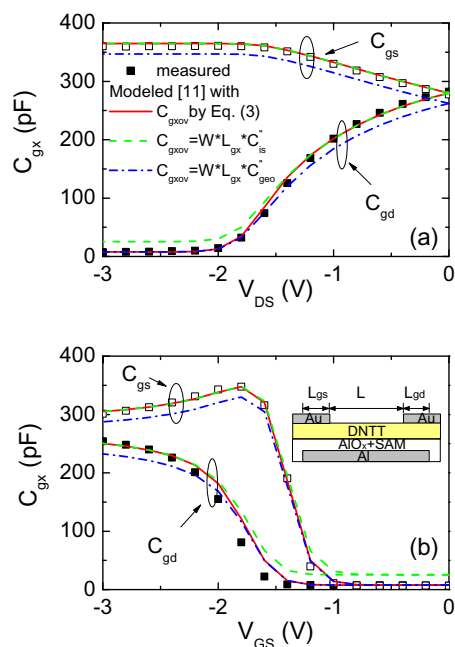 400
300
200
100
0
C_gx (pF)
C_gs
measured
Modeled [11] with
C_gxov by Eq. (3)
C_gxov=W*L_gx*C"_is
C_gxov=W*L_gx*C"_geo
C_gd
(a)
-3 -2 -1 0
V_DS (V)
400
300
200
100
0
C_gx (pF)
C_gs
L_gs L L_gd
Au Au
DNTT
AlO_x+SAM
Al
C_gd
(b)
-3 -2 -1 0
V_GS (V)